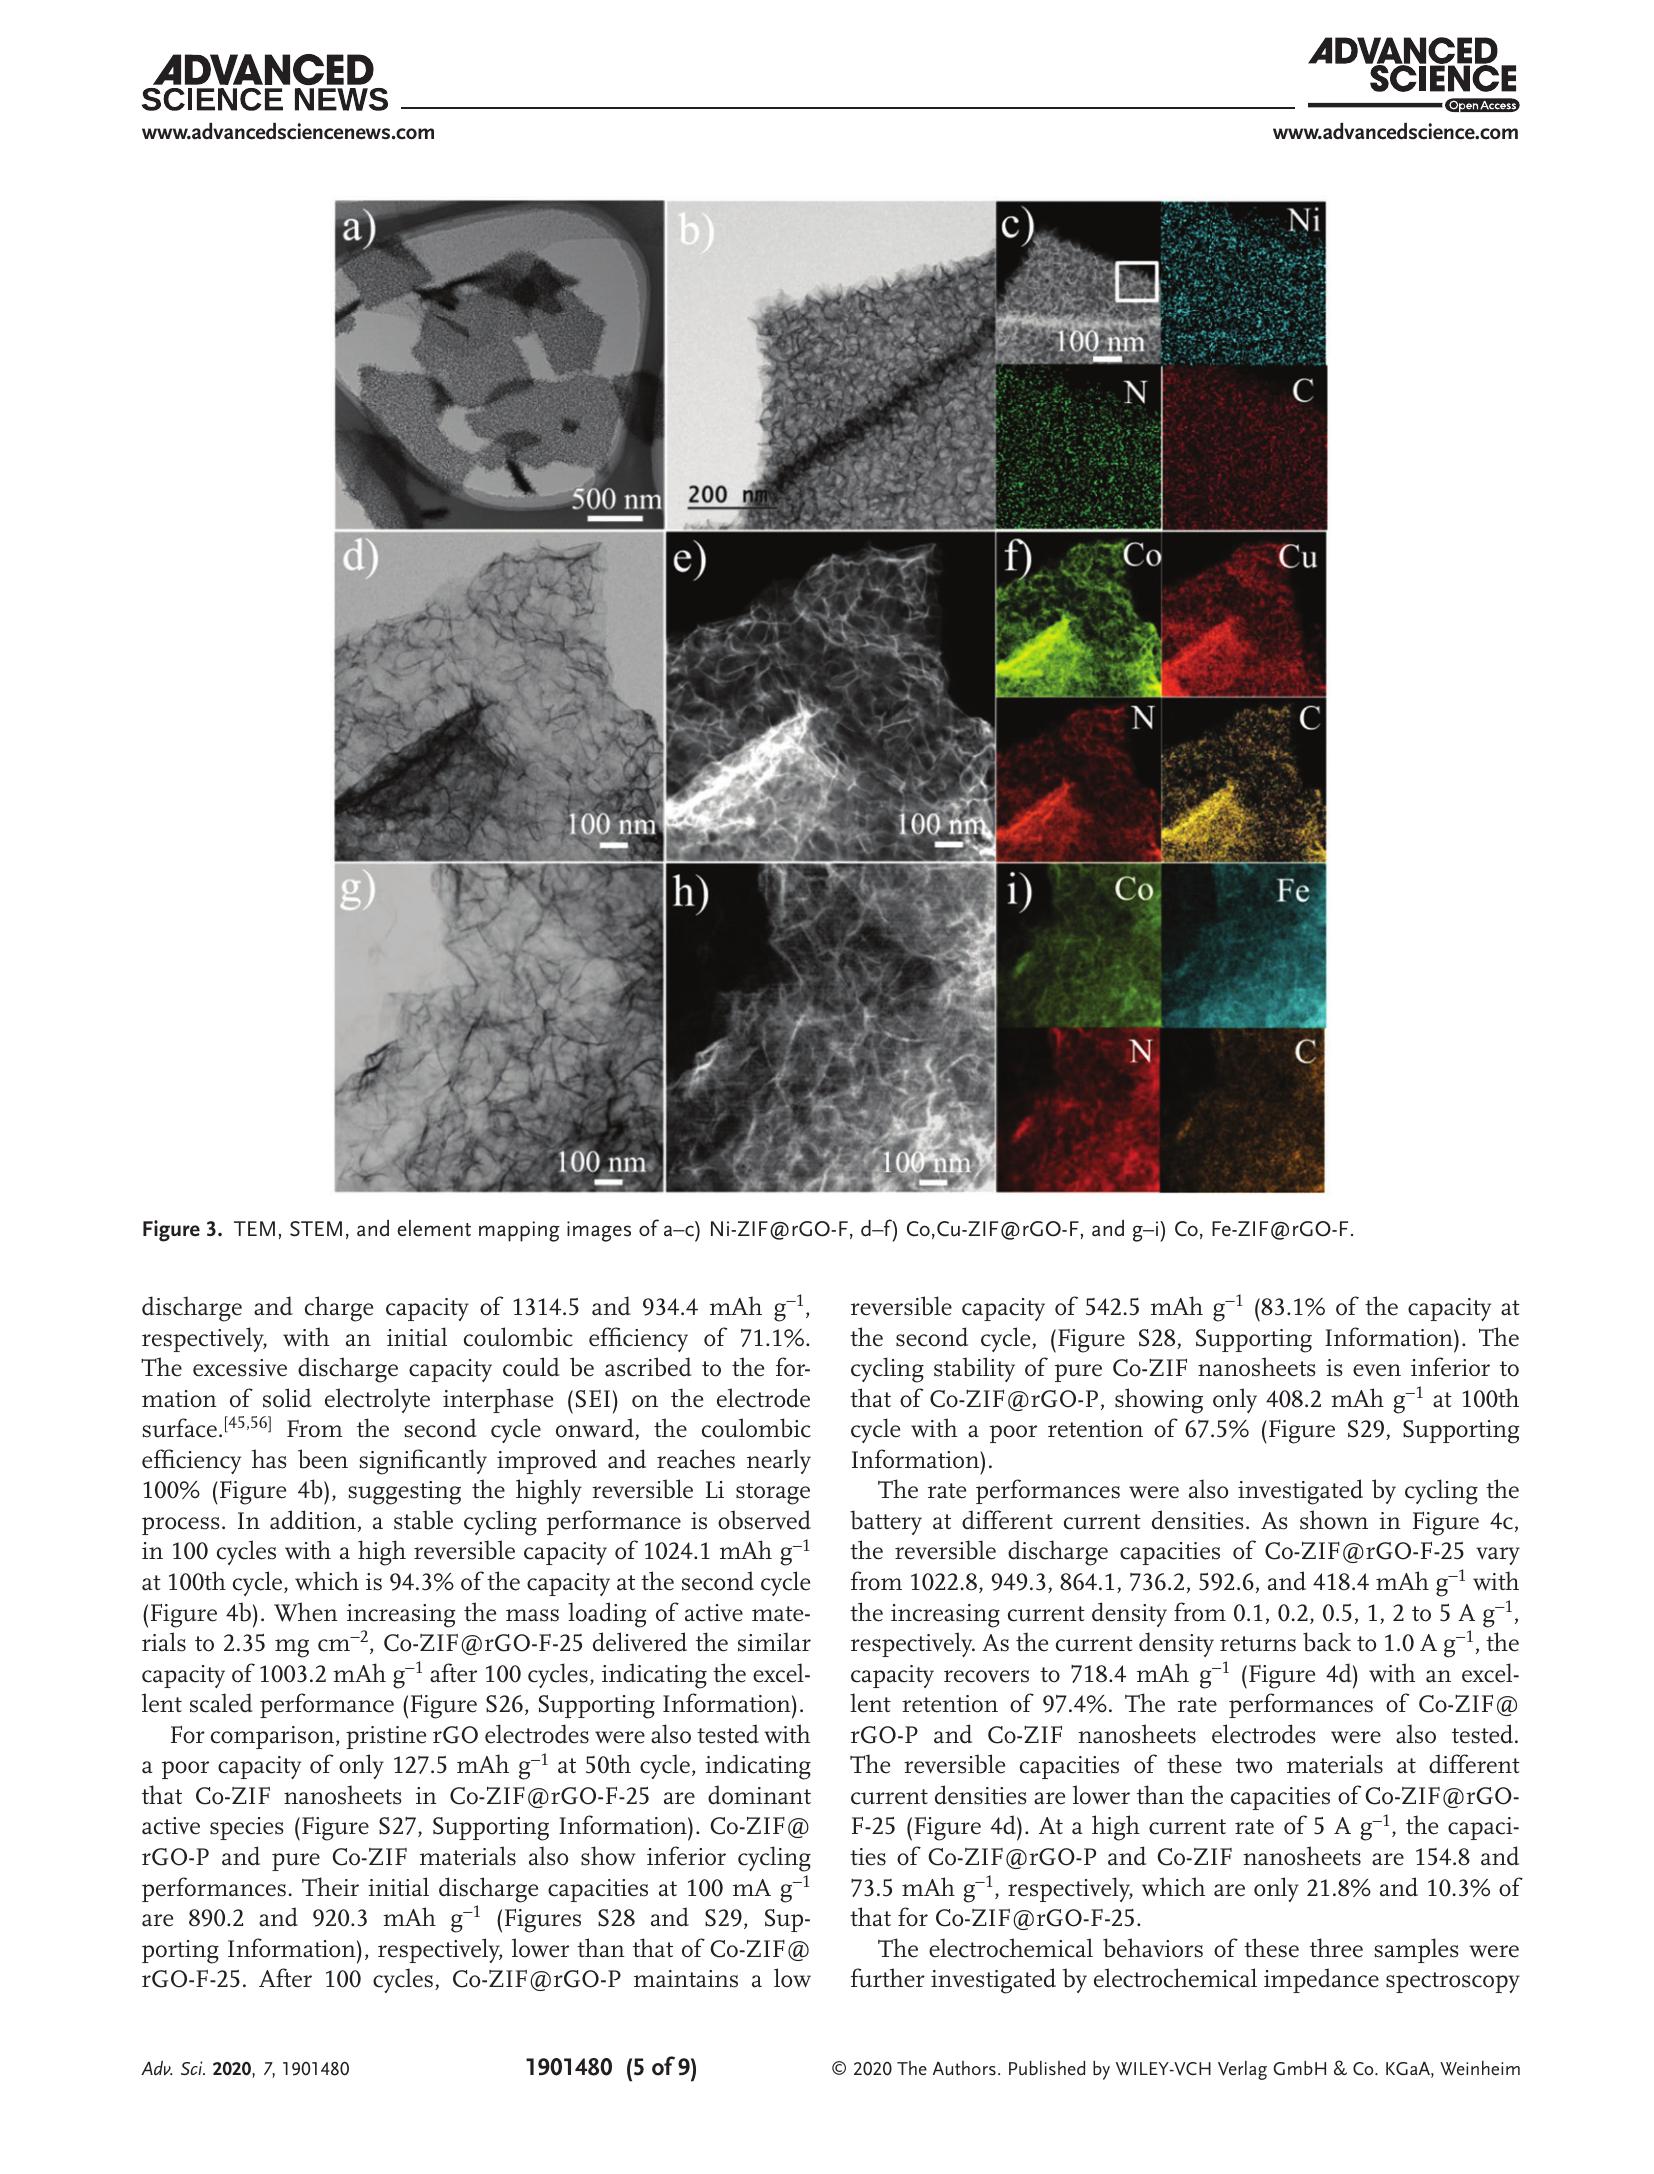 ADVANCED
SCIENCE NEWS
www.advancedsciencenews.com
ADVANCED
SCIENCE
Open Access
www.advancedscience.com
a)
500 nm
b)
200 nm
c)
100 nm
Ni
N
C
d)
100 nm
e)
100 nm
f)
Co
Cu
N
C
g)
100 nm
h)
100 nm
i)
Co
Fe
N
C
Figure 3. TEM, STEM, and element mapping images of a–c) Ni-ZIF@rGO-F, d–f) Co,Cu-ZIF@rGO-F, and g–i) Co, Fe-ZIF@rGO-F.
discharge and charge capacity of 1314.5 and 934.4 mAh g⁻¹,
respectively, with an initial coulombic efficiency of 71.1%.
The excessive discharge capacity could be ascribed to the for-
mation of solid electrolyte interphase (SEI) on the electrode
surface.[45,56] From the second cycle onward, the coulombic
efficiency has been significantly improved and reaches nearly
100% (Figure 4b), suggesting the highly reversible Li storage
process. In addition, a stable cycling performance is observed
in 100 cycles with a high reversible capacity of 1024.1 mAh g⁻¹
at 100th cycle, which is 94.3% of the capacity at the second cycle
(Figure 4b). When increasing the mass loading of active mate-
rials to 2.35 mg cm⁻², Co-ZIF@rGO-F-25 delivered the similar
capacity of 1003.2 mAh g⁻¹ after 100 cycles, indicating the excel-
lent scaled performance (Figure S26, Supporting Information).
For comparison, pristine rGO electrodes were also tested with
a poor capacity of only 127.5 mAh g⁻¹ at 50th cycle, indicating
that Co-ZIF nanosheets in Co-ZIF@rGO-F-25 are dominant
active species (Figure S27, Supporting Information). Co-ZIF@
rGO-P and pure Co-ZIF materials also show inferior cycling
performances. Their initial discharge capacities at 100 mA g⁻¹
are 890.2 and 920.3 mAh g⁻¹ (Figures S28 and S29, Sup-
porting Information), respectively, lower than that of Co-ZIF@
rGO-F-25. After 100 cycles, Co-ZIF@rGO-P maintains a low
reversible capacity of 542.5 mAh g⁻¹ (83.1% of the capacity at
the second cycle, (Figure S28, Supporting Information). The
cycling stability of pure Co-ZIF nanosheets is even inferior to
that of Co-ZIF@rGO-P, showing only 408.2 mAh g⁻¹ at 100th
cycle with a poor retention of 67.5% (Figure S29, Supporting
Information).
The rate performances were also investigated by cycling the
battery at different current densities. As shown in Figure 4c,
the reversible discharge capacities of Co-ZIF@rGO-F-25 vary
from 1022.8, 949.3, 864.1, 736.2, 592.6, and 418.4 mAh g⁻¹ with
the increasing current density from 0.1, 0.2, 0.5, 1, 2 to 5 A g⁻¹,
respectively. As the current density returns back to 1.0 A g⁻¹, the
capacity recovers to 718.4 mAh g⁻¹ (Figure 4d) with an excel-
lent retention of 97.4%. The rate performances of Co-ZIF@
rGO-P and Co-ZIF nanosheets electrodes were also tested.
The reversible capacities of these two materials at different
current densities are lower than the capacities of Co-ZIF@rGO-
F-25 (Figure 4d). At a high current rate of 5 A g⁻¹, the capaci-
ties of Co-ZIF@rGO-P and Co-ZIF nanosheets are 154.8 and
73.5 mAh g⁻¹, respectively, which are only 21.8% and 10.3% of
that for Co-ZIF@rGO-F-25.
The electrochemical behaviors of these three samples were
further investigated by electrochemical impedance spectroscopy
Adv. Sci. 2020, 7, 1901480
1901480 (5 of 9)
© 2020 The Authors. Published by WILEY-VCH Verlag GmbH & Co. KGaA, Weinheim